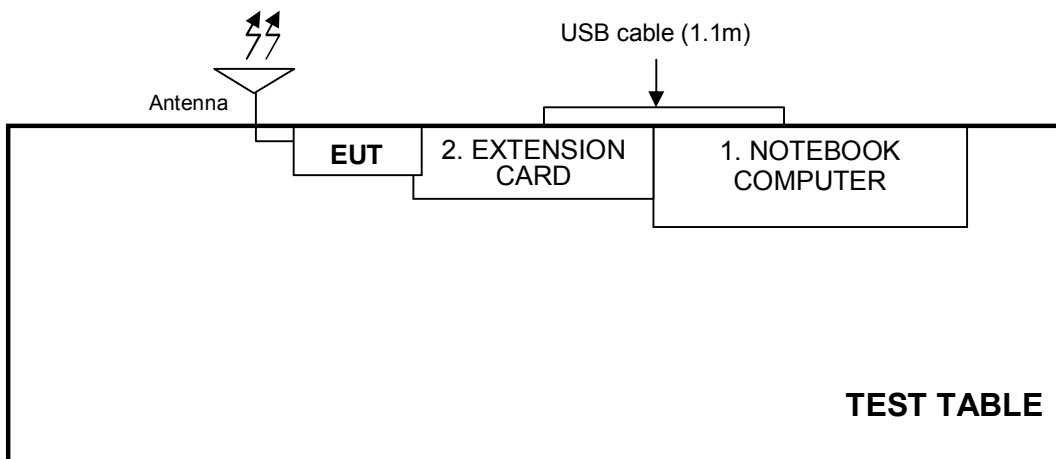 USB cable (1.1m)
Antenna
EUT
2. EXTENSION
CARD
1. NOTEBOOK
COMPUTER
TEST TABLE